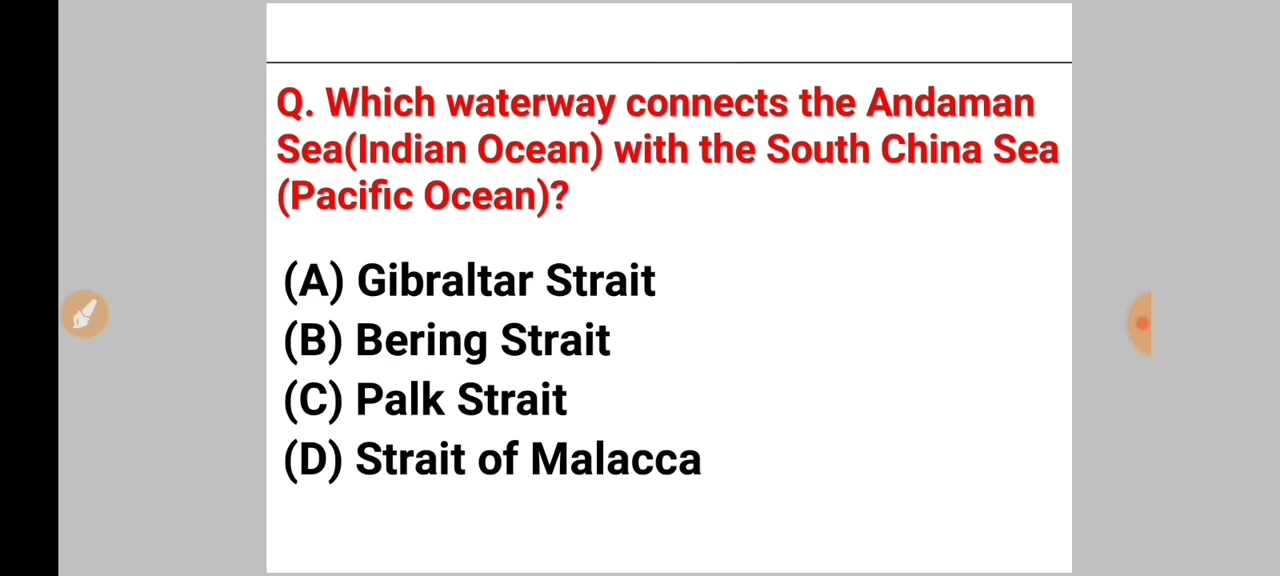 Q. Which waterway connects the Andaman
Sea(Indian Ocean) with the South China Sea
(Pacific Ocean)?
(A) Gibraltar Strait
(B) Bering Strait
(C) Palk Strait
(D) Strait of Malacca